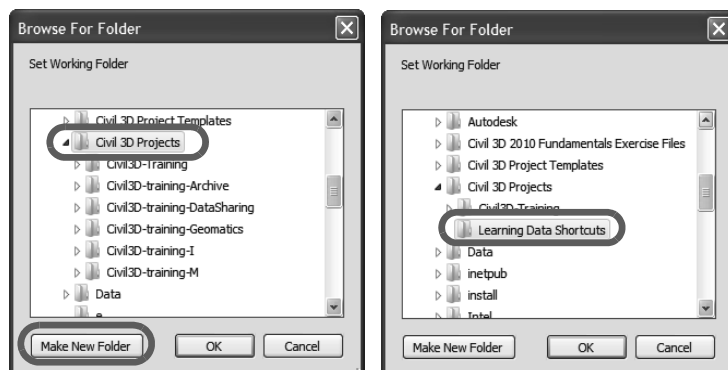 Browse For Folder
Set Working Folder
Civil 3D Project Templates
Civil 3D Projects
Civil3D-Training
Civil3D-training-Archive
Civil3D-training-DataSharing
Civil3D-training-Geomatics
Civil3D-training-I
Civil3D-training-M
Data
Make New Folder
OK
Cancel
Browse For Folder
Set Working Folder
Autodesk
Civil 3D 2010 Fundamentals Exercise Files
Civil 3D Project Templates
Civil 3D Projects
Civil3D-Training
Learning Data Shortcuts
Data
inetpub
install
Intel
Make New Folder
OK
Cancel